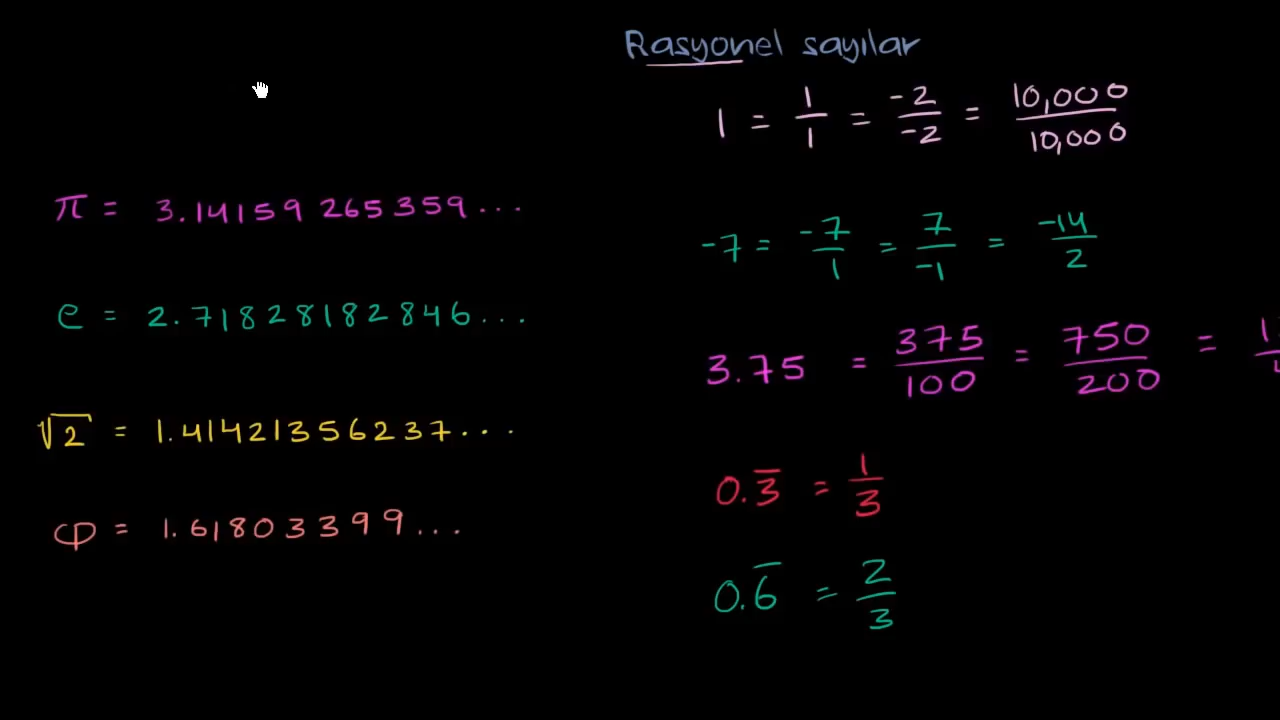 Rasyonel sayılar
1 = 1/1 = -2/-2 = 10,000/10,000
π = 3.14159265359...
-7 = -7/1 = 7/-1 = -14/2
e = 2.71828182846...
3.75 = 375/100 = 750/200 =
√2 = 1.41421356237...
0.3̅ = 1/3
φ = 1.61803399...
0.6̅ = 2/3